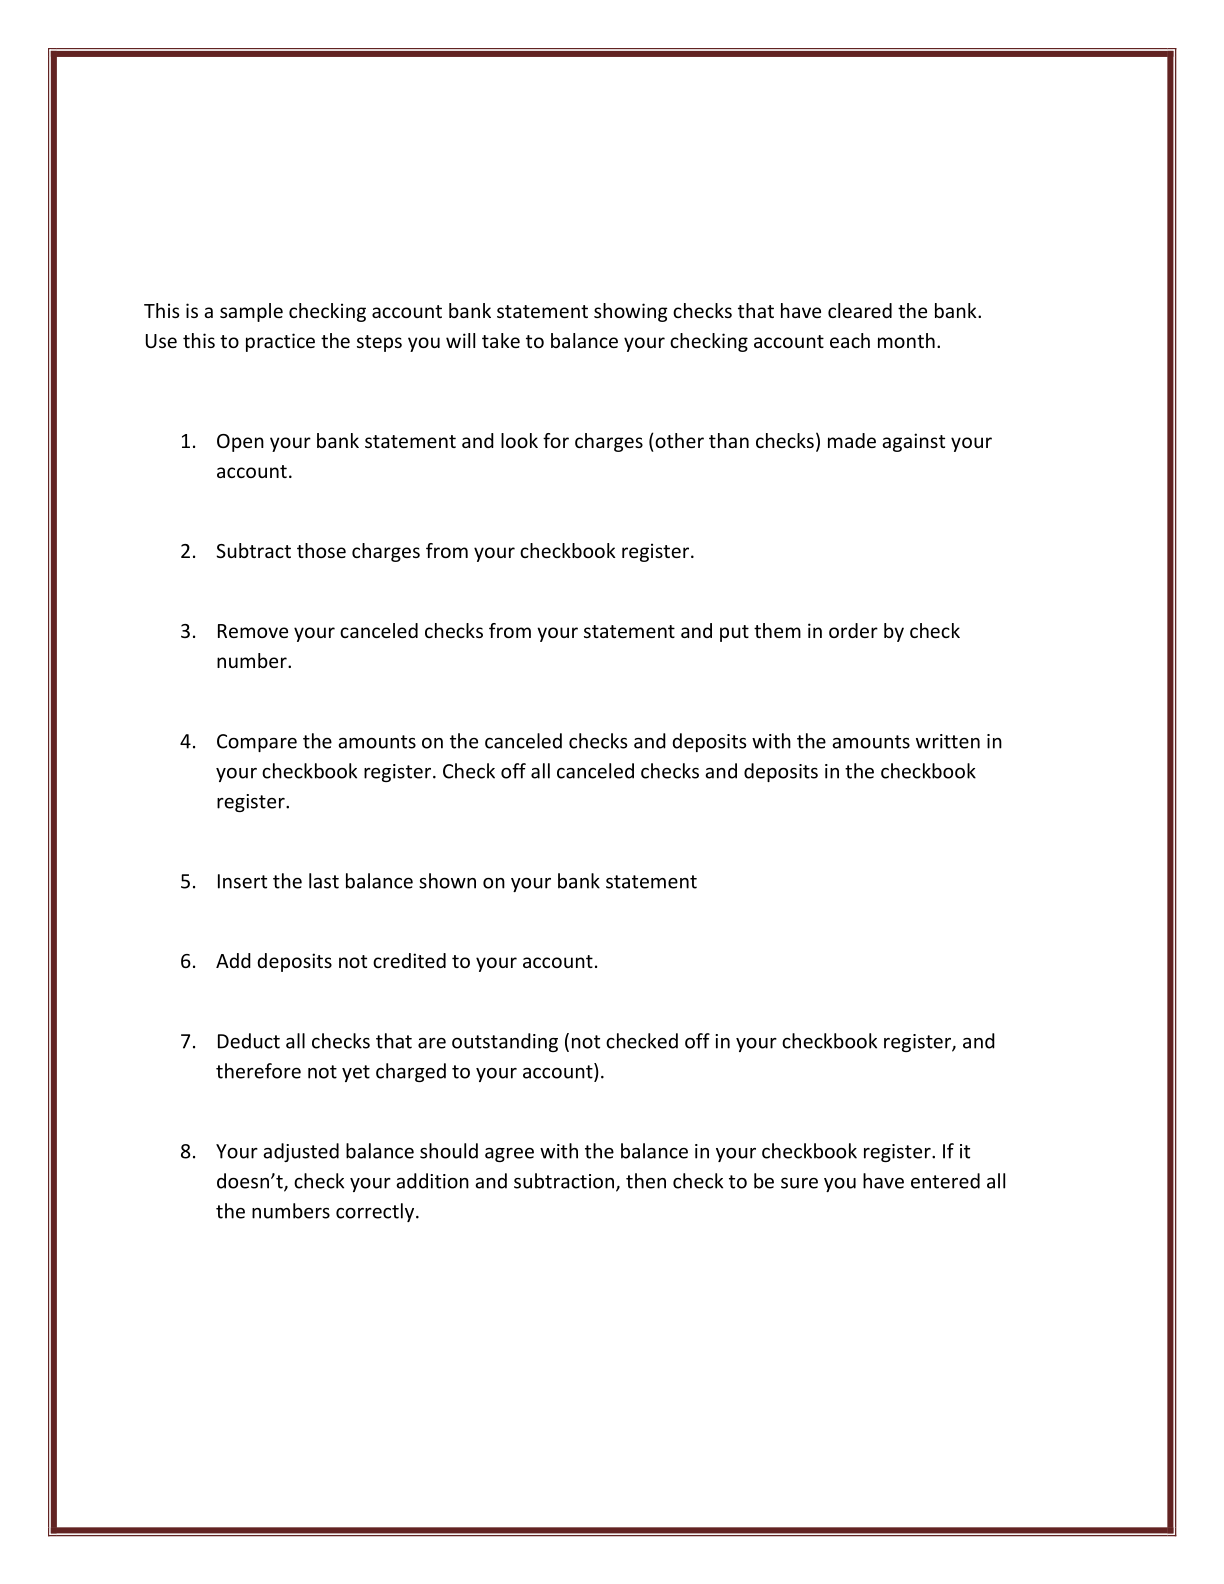 This is a sample checking account bank statement showing checks that have cleared the bank.
Use this to practice the steps you will take to balance your checking account each month.
1. Open your bank statement and look for charges (other than checks) made against your
account.
2. Subtract those charges from your checkbook register.
3. Remove your canceled checks from your statement and put them in order by check
number.
4. Compare the amounts on the canceled checks and deposits with the amounts written in
your checkbook register. Check off all canceled checks and deposits in the checkbook
register.
5. Insert the last balance shown on your bank statement
6. Add deposits not credited to your account.
7. Deduct all checks that are outstanding (not checked off in your checkbook register, and
therefore not yet charged to your account).
8. Your adjusted balance should agree with the balance in your checkbook register. If it
doesn’t, check your addition and subtraction, then check to be sure you have entered all
the numbers correctly.